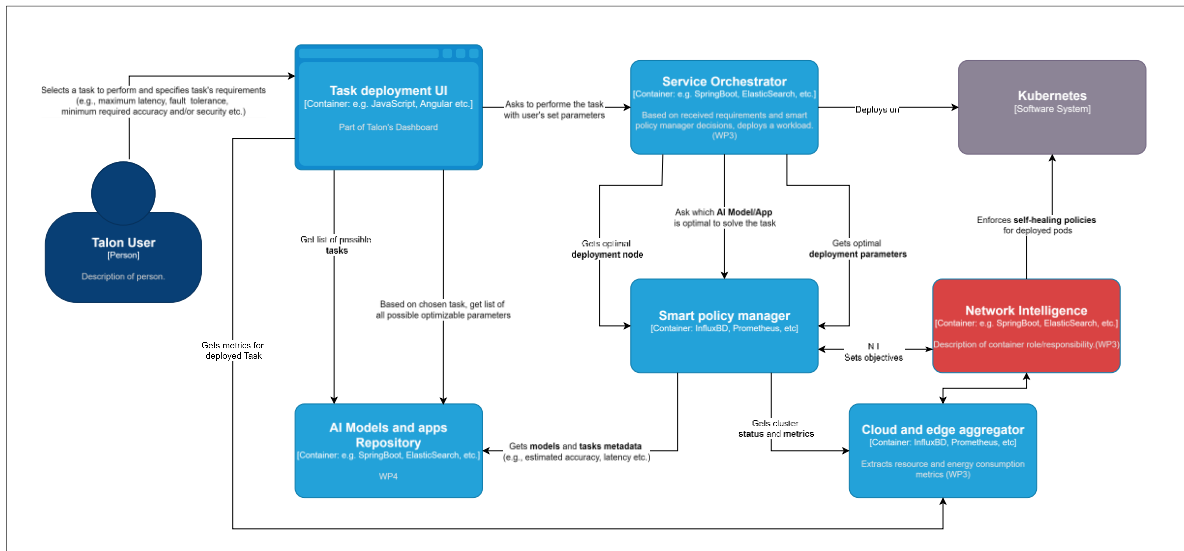 Task deployment UI
[Container: e.g. JavaScript, Angular etc.]
Part of Talon's Dashboard
Service Orchestrator
[Container: e.g. SpringBoot, ElasticSearch, etc.]
Based on received requirements and smart
policy manager decisions, deploys a workload.
(WP3)
Kubernetes
[Software System]
Selects a task to perform and specifies task's requirements
(e.g., maximum latency, fault tolerance,
minimum required accuracy and/or security etc.)
Asks to performe the task
with user's set parameters
Deploys on
Talon User
[Person]
Description of person.
Get list of possible
tasks
Ask which AI Model/App
is optimal to solve the task
Gets optimal
deployment node
Gets optimal
deployment parameters
Enforces self-healing policies
for deployed pods
Based on chosen task, get list of
all possible optimizable parameters
Smart policy manager
[Container: InfluxBD, Prometheus, etc]
Network Intelligence
[Container: e.g. SpringBoot, ElasticSearch, etc.]
Description of container role/responsibility.(WP3)
N I
Sets objectives
Gets metrics for
deployed Task
AI Models and apps
Repository
[Container: e.g. SpringBoot, ElasticSearch, etc.]
WP4
Gets models and tasks metadata
(e.g., estimated accuracy, latency etc.)
Gets cluster
status and metrics
Cloud and edge aggregator
[Container: InfluxBD, Prometheus, etc]
Extracts resource and energy consumption
metrics (WP3)